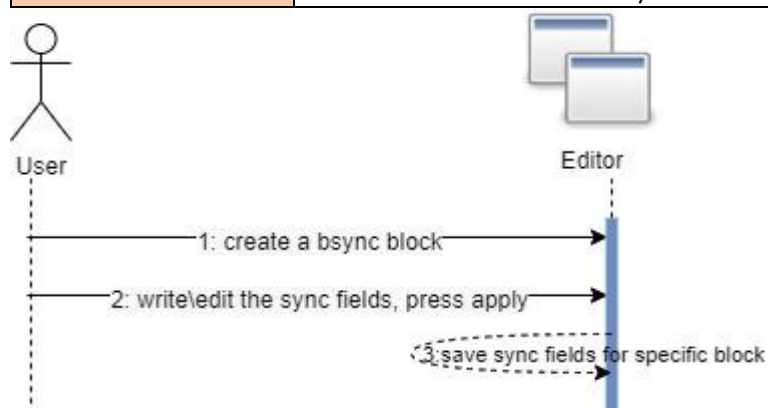 User
Editor
1: create a bsync block
2: write\edit the sync fields, press apply
3:save sync fields for specific block